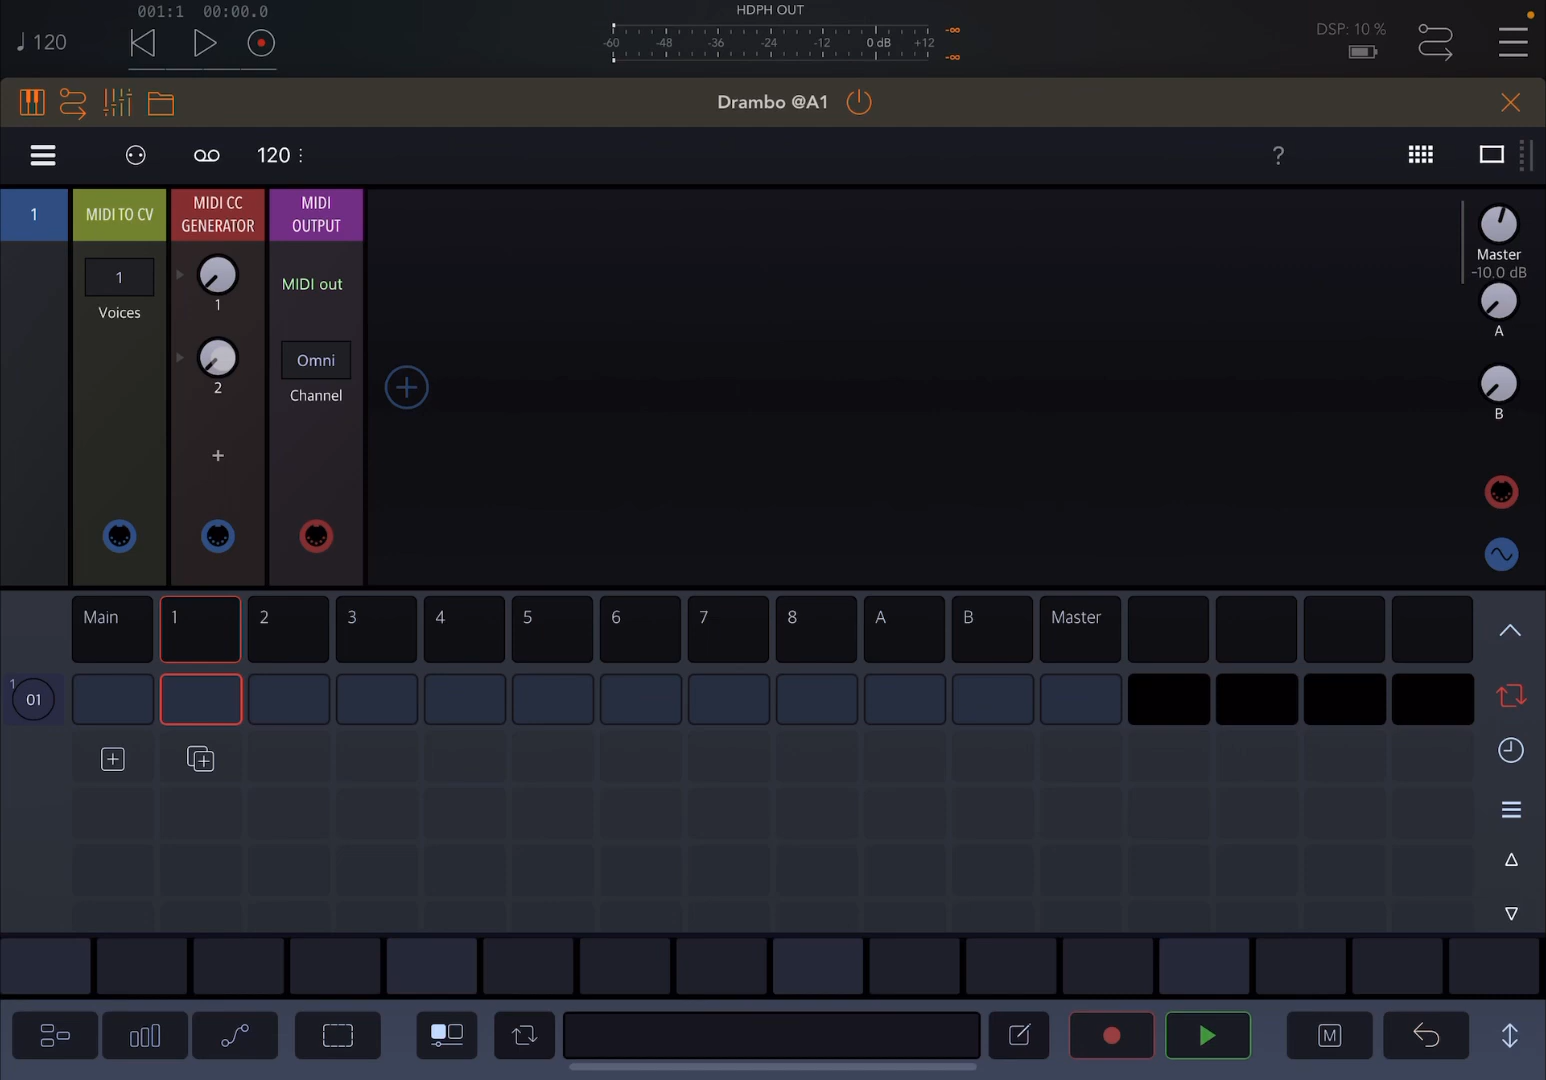 001:1 00:00.0
HDPH OUT
♩ 120
-60 -48 -36 -24 -12 0 dB +12
-∞
-∞
DSP: 10 %
Drambo @A1
120
?
1
MIDI TO CV
MIDI CC
GENERATOR
MIDI
OUTPUT
1
Voices
1
2
+
MIDI out
Omni
Channel
Master
-10,0 dB
A
B
Main 1 2 3 4 5 6 7 8 A B Master
1
01
M